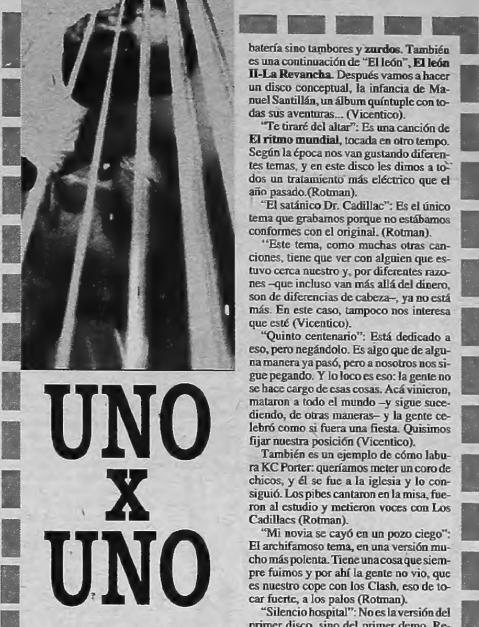 UNO
X
UNO
batería sino tambores y zurdos. También
es una continuación de "El león", El león
II-La Revancha. Después vamos a hacer
un disco conceptual, la infancia de Ma-
nuel Santillán, un álbum quíntuple con to-
das sus aventuras... (Vicentico).
"Te tiraré del altar": Es una canción de
El ritmo mundial, tocada en otro tempo.
Según la época nos van gustando diferen-
tes temas, y en este disco les dimos a to-
dos un tratamiento más eléctrico que el
año pasado.(Rotman).
"El satánico Dr. Cadillac": Es el único
tema que grabamos porque no estábamos
conformes con el original. (Rotman).
"Este tema, como muchas otras can-
ciones, tiene que ver con alguien que es-
tuvo cerca nuestro y, por diferentes razo-
nes –que incluso van más allá del dinero,
son de diferencias de cabeza–, ya no está
más. En este caso, tampoco nos interesa
que esté (Vicentico).
"Quinto centenario": Está dedicado a
eso, pero negándolo. Es algo que de algu-
na manera ya pasó, pero a nosotros nos si-
gue pegando. Y lo loco es eso: la gente no
se hace cargo de esas cosas. Acá vinieron,
mataron a todo el mundo –y sigue suce-
diendo, de otras maneras– y la gente ce-
lebró como si fuera una fiesta. Quisimos
fijar nuestra posición (Vicentico).
También es un ejemplo de cómo labu-
ra KC Porter: queríamos meter un coro de
chicos, y él se fue a la iglesia y lo con-
siguió. Los pibes cantaron en la misa, fue-
ron al estudio y metieron voces con Los
Cadillacs (Rotman).
"Mi novia se cayó en un pozo ciego":
El archifamoso tema, en una versión mu-
cho más polenta. Tiene una cosa que siem-
pre fuimos y por ahí la gente no vio, que
es nuestro cope con los Clash, eso de to-
car fuerte, a los palos (Rotman).
"Silencio hospital": No es la versión del
primer disco, sino del primer demo. Re-